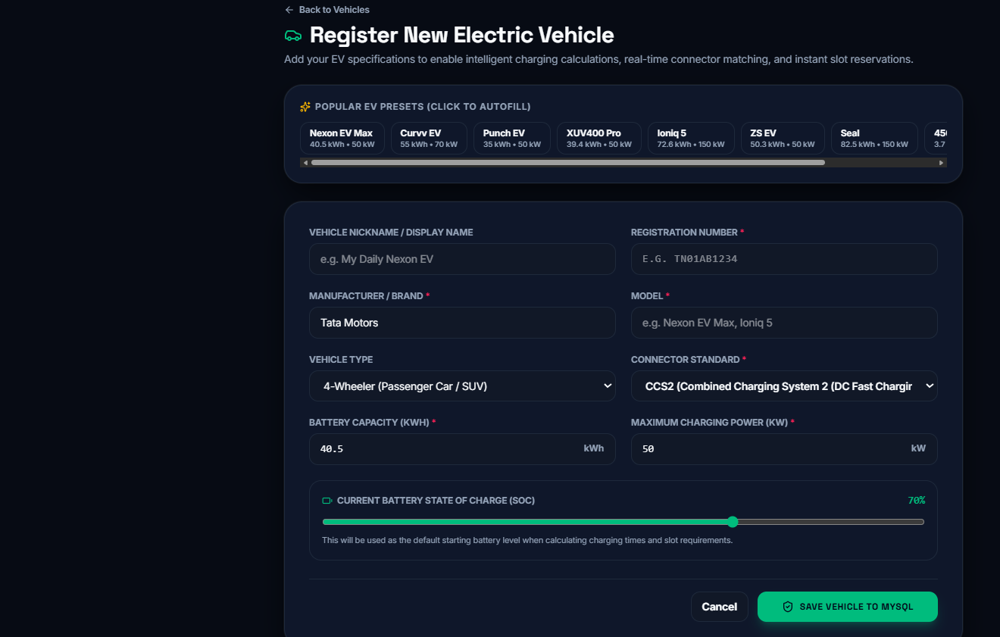 Back to Vehicles
Register New Electric Vehicle
Add your EV specifications to enable intelligent charging calculations, real-time connector matching, and instant slot reservations.
POPULAR EV PRESETS (CLICK TO AUTOFILL)
Nexon EV Max Curvv EV Punch EV XUV400 Pro Ioniq 5 ZS EV Seal
40.5 kWh • 50 kW 55 kWh • 70 kW 35 kWh • 50 kW 39.4 kWh • 50 kW 72.6 kWh • 150 kW 50.3 kWh • 50 kW 82.5 kWh • 150 kW 3.7
VEHICLE NICKNAME / DISPLAY NAME REGISTRATION NUMBER *
e.g. My Daily Nexon EV E.G. TN01AB1234
MANUFACTURER / BRAND * MODEL *
Tata Motors e.g. Nexon EV Max, Ioniq 5
VEHICLE TYPE CONNECTOR STANDARD *
4-Wheeler (Passenger Car / SUV) CCS2 (Combined Charging System 2 (DC Fast Chargin
BATTERY CAPACITY (KWH) * MAXIMUM CHARGING POWER (KW) *
40.5 kWh 50 kW
CURRENT BATTERY STATE OF CHARGE (SOC) 70%
This will be used as the default starting battery level when calculating charging times and slot requirements.
Cancel SAVE VEHICLE TO MYSQL